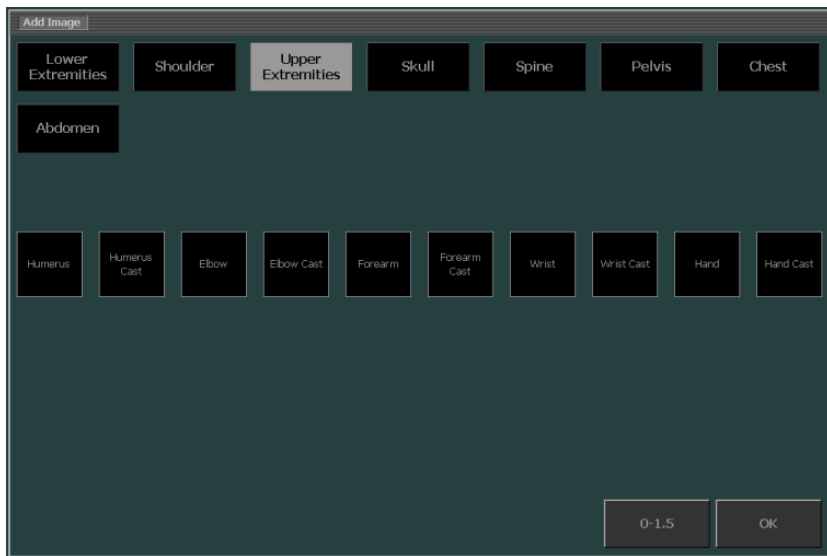 Add Image
Lower
Extremities
Shoulder
Upper
Extremities
Skull
Spine
Pelvis
Chest
Abdomen
Humerus
Humerus
Cast
Elbow
Elbow Cast
Forearm
Forearm
Cast
Wrist
Wrist Cast
Hand
Hand Cast
0-1.5
OK